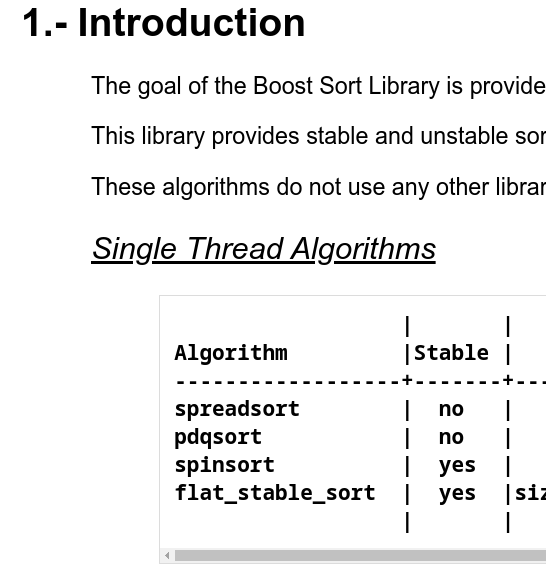 1.- Introduction
The goal of the Boost Sort Library is provide
This library provides stable and unstable sor
These algorithms do not use any other librar
Single Thread Algorithms
|       |
Algorithm         |Stable |
------------------+-------+---
spreadsort        |  no   |
pdqsort           |  no   |
spinsort          |  yes  |
flat_stable_sort  |  yes  |siz
|       |